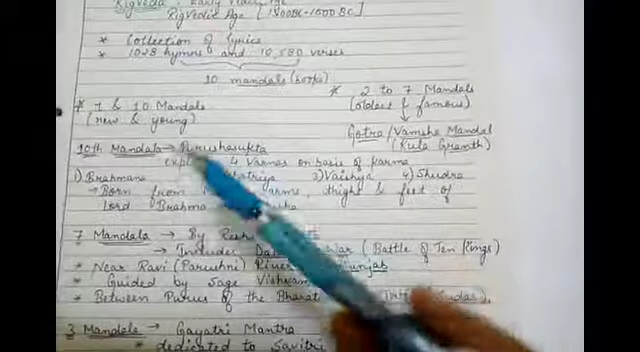 Rigveda : Early Vedic Age
Rigvedic Age [1500BC-1000BC]
* Collection of Lyrics
* 1028 hymns and 10,580 verses
10 mandals (books)
* 2 to 7 Mandals
(oldest & famous)
* 1 & 10 Mandals
(new & young)
Gotra/Vamsha Mandal
(Kula Granth)
10th Mandala → Purushasukta
4 Varnas on basis of karma
1) Brahmana 3) Vaishya 4) Shudra
→ Born from arms, thighs & feet of
Lord Brahma
7 Mandala → By
→ Includes (Battle of Ten Kings)
* Near Ravi (Parushni) River Punjab
* Guided by Sage
* Between Purus of the Bharat Sudas),
3 Mandala → Gayatri Mantra
* dedicated to Savitri